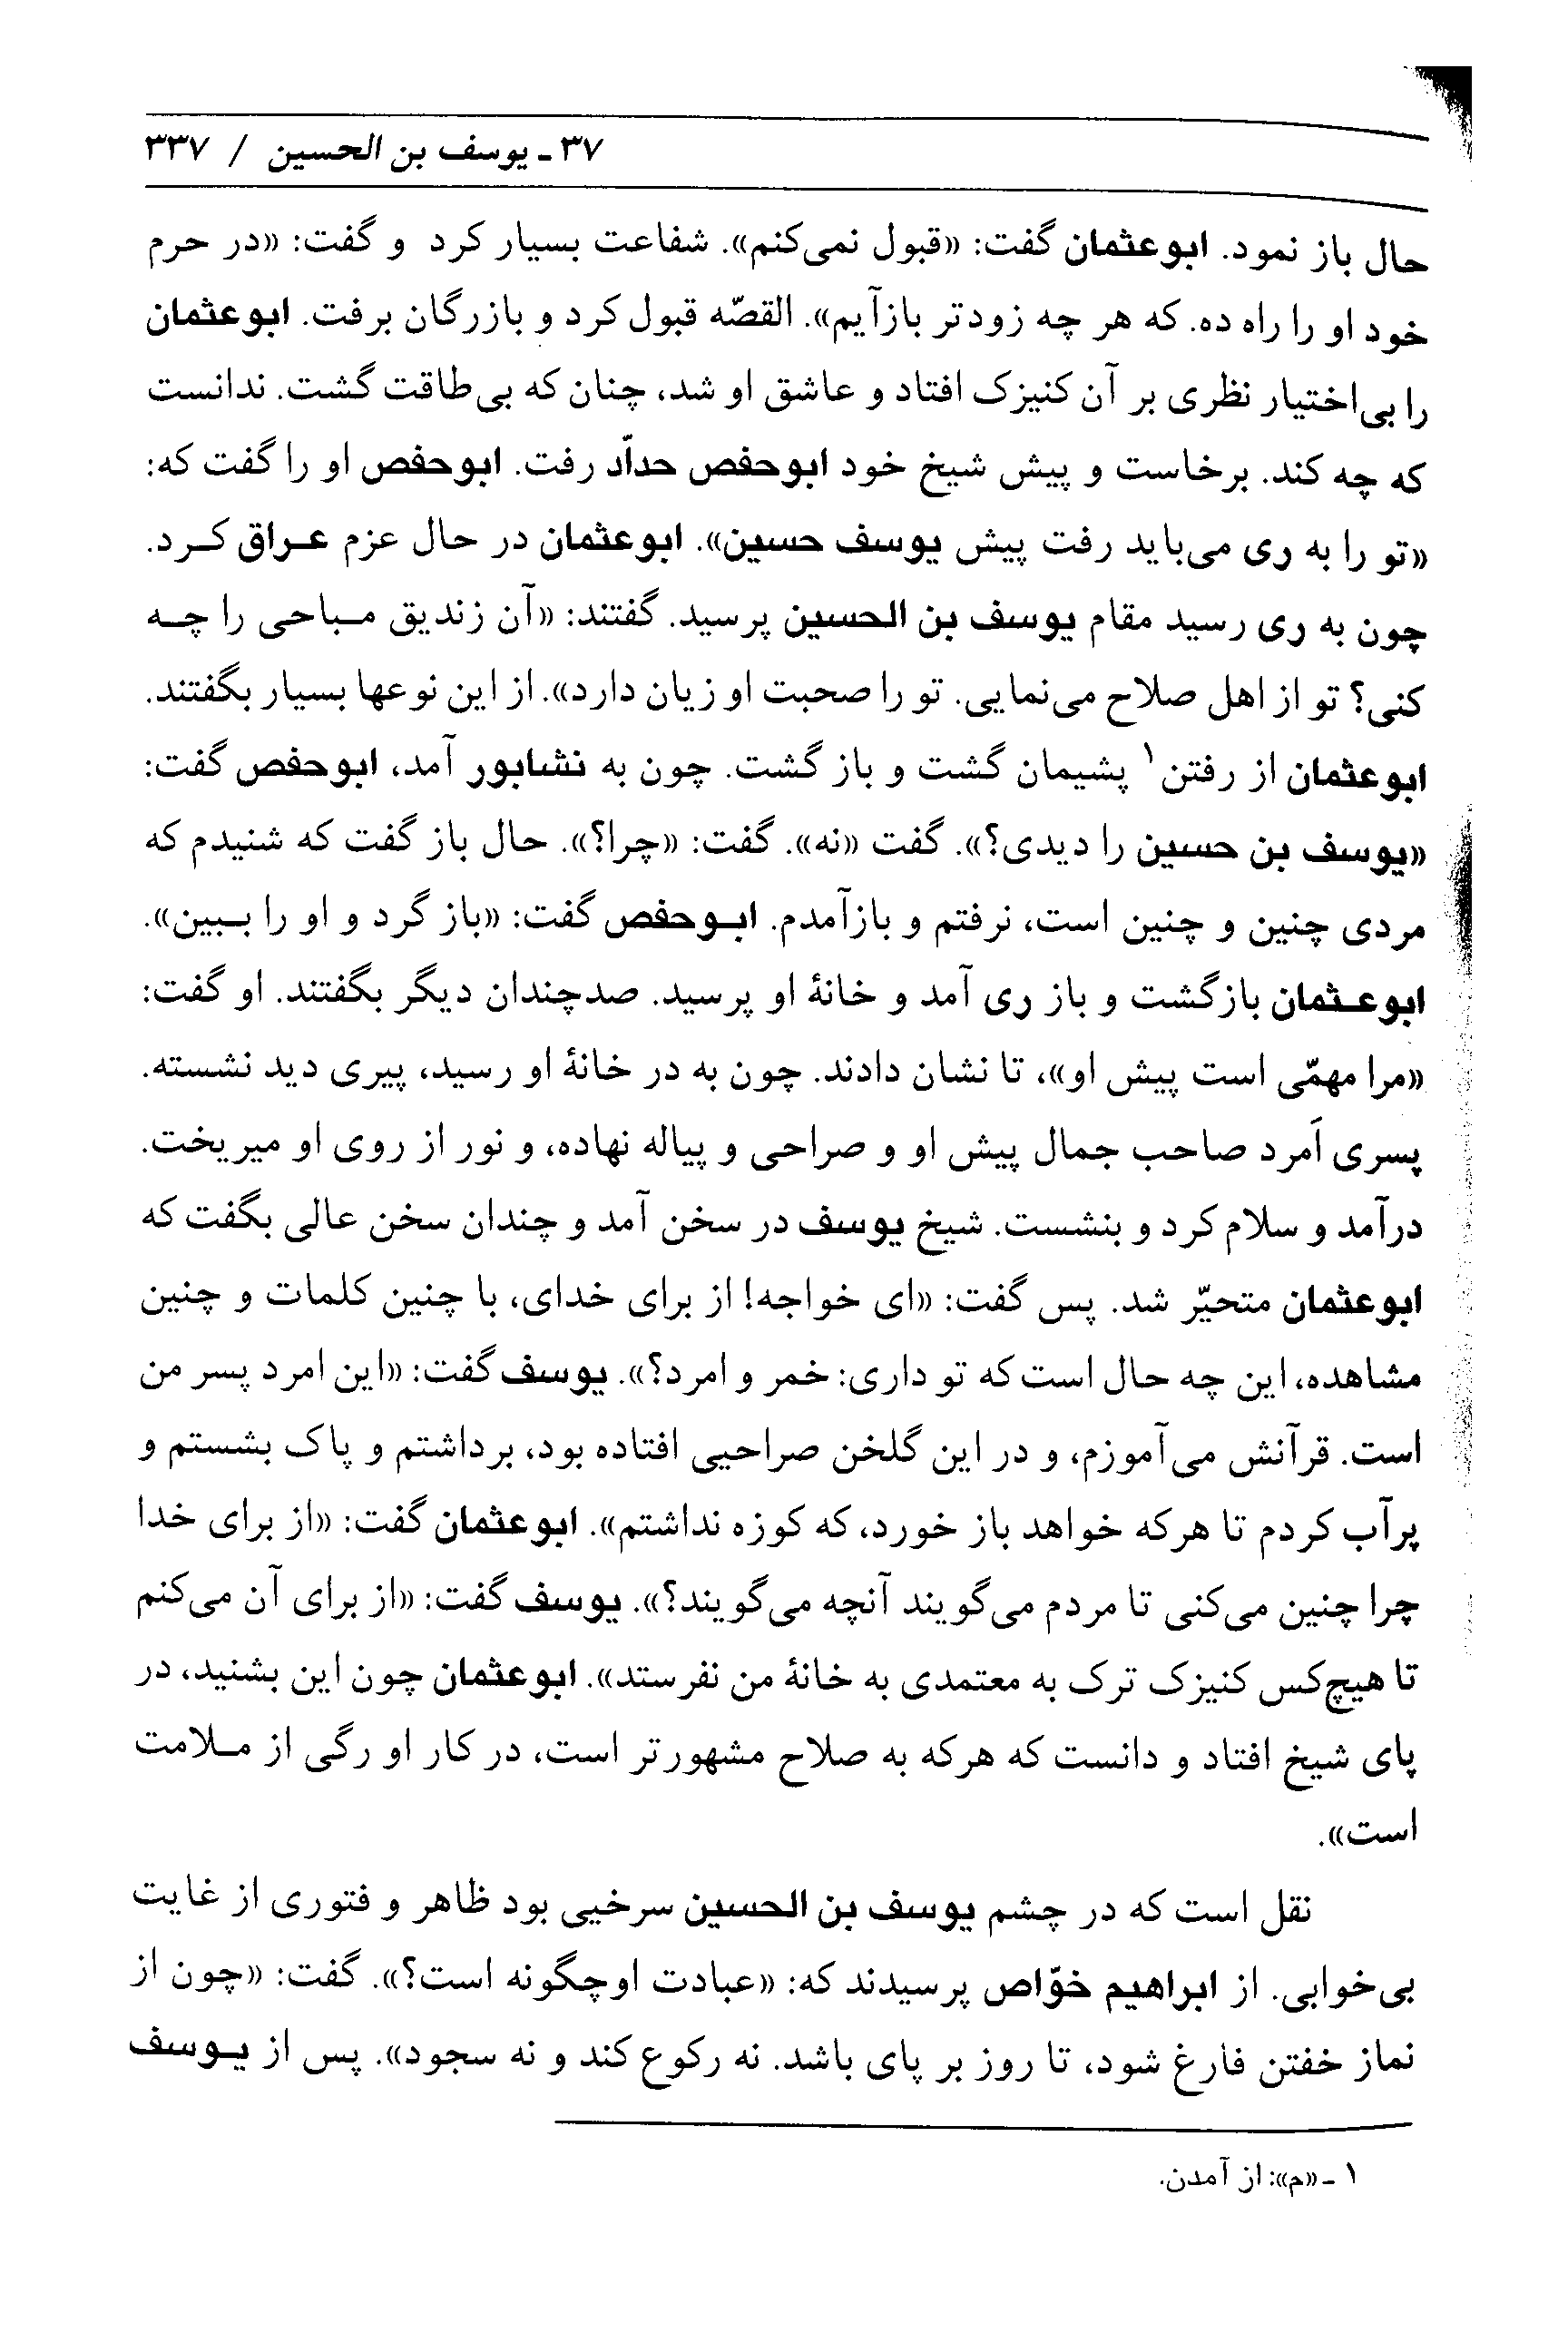 ۳۷ ـ یوسف بن الحسین / ۳۳۷
حال باز نمود. ابوعثمان گفت: «قبول نمی‌کنم». شفاعت بسیار کرد و گفت: «در حرم
خود او را راه ده. که هر چه زودتر بازآیم». القصّه قبول کرد و بازرگان برفت. ابوعثمان
را بی‌اختیار نظری بر آن کنیزک افتاد و عاشق او شد، چنان که بی‌طاقت گشت. ندانست
که چه کند. برخاست و پیش شیخ خود ابوحفص حدّاد رفت. ابوحفص او را گفت که:
«تو را به ری می‌باید رفت پیش یوسف حسین». ابوعثمان در حال عزم عراق کرد.
چون به ری رسید مقام یوسف بن الحسین پرسید. گفتند: «آن زندیق مباحی را چه
کنی؟ تو از اهل صلاح می‌نمایی. تو را صحبت او زیان دارد». از این نوعها بسیار بگفتند.
ابوعثمان از رفتن۱ پشیمان گشت و باز گشت. چون به نشابور آمد، ابوحفص گفت:
«یوسف بن حسین را دیدی؟». گفت «نه». گفت: «چرا؟». حال باز گفت که شنیدم که
مردی چنین و چنین است، نرفتم و بازآمدم. ابوحفص گفت: «باز گرد و او را ببین».
ابوعثمان بازگشت و باز ری آمد و خانهٔ او پرسید. صدچندان دیگر بگفتند. او گفت:
«مرا مهمّی است پیش او»، تا نشان دادند. چون به در خانهٔ او رسید، پیری دید نشسته.
پسری اَمرد صاحب جمال پیش او و صراحی و پیاله نهاده، و نور از روی او میریخت.
درآمد و سلام کرد و بنشست. شیخ یوسف در سخن آمد و چندان سخن عالی بگفت که
ابوعثمان متحیّر شد. پس گفت: «ای خواجه! از برای خدای، با چنین کلمات و چنین
مشاهده، این چه حال است که تو داری: خمر و امرد؟». یوسف گفت: «این امرد پسر من
است. قرآنش می‌آموزم، و در این گلخن صراحیی افتاده بود، برداشتم و پاک بشستم و
پرآب کردم تا هرکه خواهد باز خورد، که کوزه نداشتم». ابوعثمان گفت: «از برای خدا
چرا چنین می‌کنی تا مردم می‌گویند آنچه می‌گویند؟». یوسف گفت: «از برای آن می‌کنم
تا هیچ‌کس کنیزک ترک به معتمدی به خانهٔ من نفرستد». ابوعثمان چون این بشنید، در
پای شیخ افتاد و دانست که هرکه به صلاح مشهورتر است، در کار او رگی از ملامت
است».
نقل است که در چشم یوسف بن الحسین سرخیی بود ظاهر و فتوری از غایت
بی‌خوابی. از ابراهیم خوّاص پرسیدند که: «عبادت اوچگونه است؟». گفت: «چون از
نماز خفتن فارغ شود، تا روز بر پای باشد. نه رکوع کند و نه سجود». پس از یوسف
۱ ـ «م»: از آمدن.